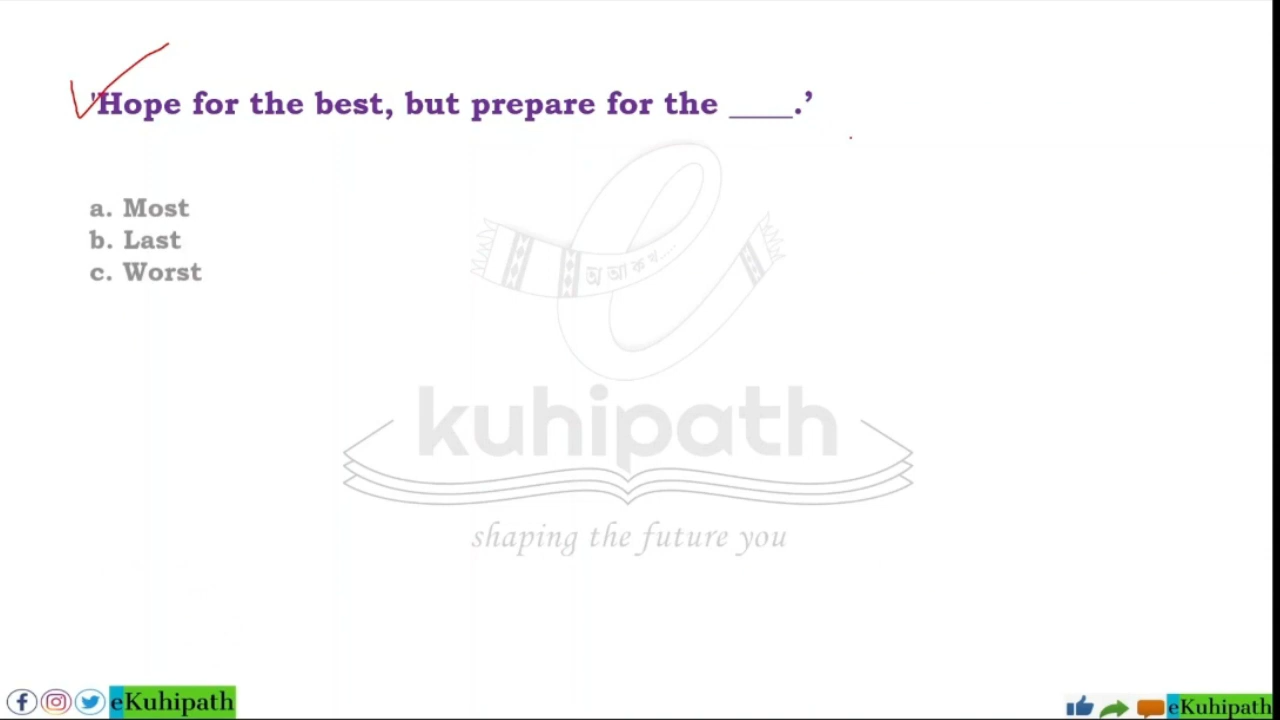 'Hope for the best, but prepare for the ____.’
a. Most
b. Last
c. Worst
অ আ ক খ.....
kuhipath
shaping the future you
eKuhipath
eKuhipath